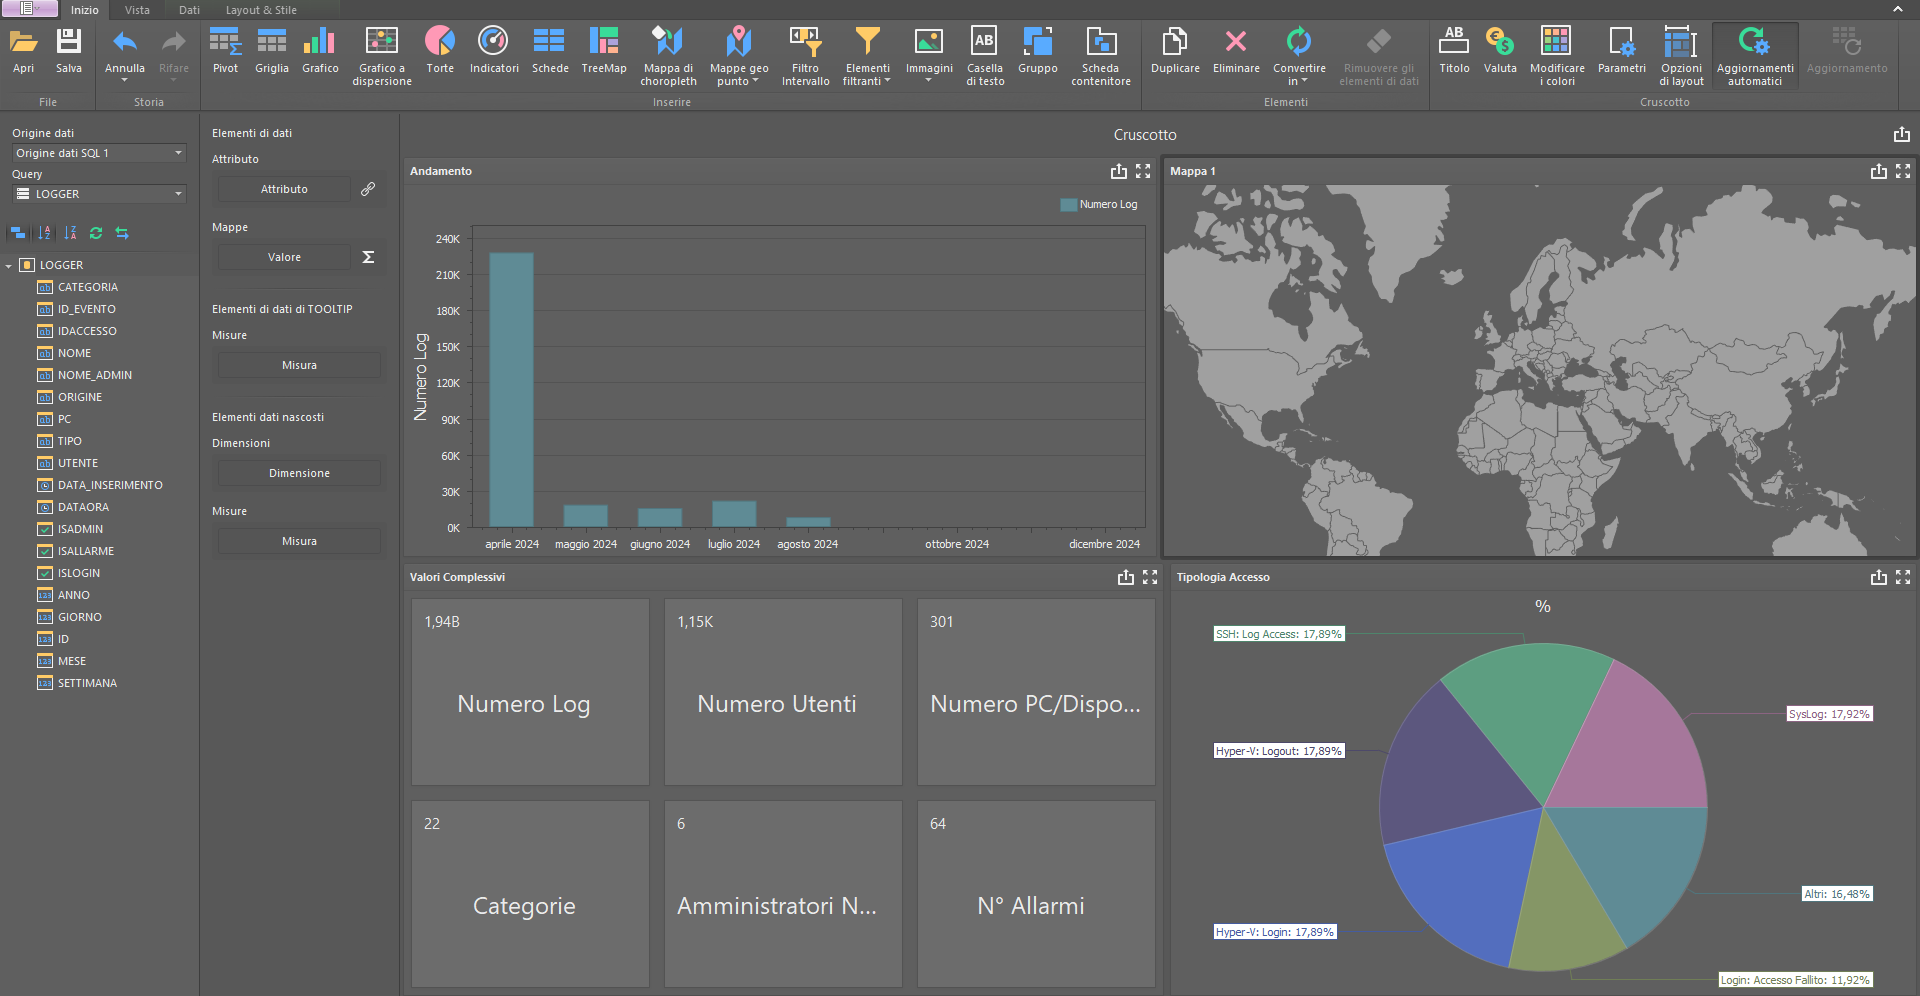 Inizio Vista Dati Layout & Stile
Apri Salva Annulla Rifare Pivot Griglia Grafico Grafico a dispersione Torte Indicatori Schede TreeMap Mappa di choropleth Mappe geo punto Filtro Intervallo Elementi filtranti Immagini Casella di testo Gruppo Scheda contenitore Duplicare Eliminare Convertire in Rimuovere gli elementi di dati Titolo Valuta Modificare i colori Parametri Opzioni di layout Aggiornamenti automatici Aggiornamento
File Storia Inserire Elementi Cruscotto
Origine dati
Origine dati SQL 1
Query
LOGGER
LOGGER
CATEGORIA
ID_EVENTO
IDACCESSO
NOME
NOME_ADMIN
ORIGINE
PC
TIPO
UTENTE
DATA_INSERIMENTO
DATAORA
ISADMIN
ISALLARME
ISLOGIN
ANNO
GIORNO
ID
MESE
SETTIMANA
Elementi di dati
Attributo
Attributo
Mappe
Valore
Elementi di dati di TOOLTIP
Misure
Misura
Elementi dati nascosti
Dimensioni
Dimensione
Misure
Misura
Cruscotto
Andamento
Numero Log
Numero Log
240K
210K
180K
150K
120K
90K
60K
30K
0K
aprile 2024 maggio 2024 giugno 2024 luglio 2024 agosto 2024 ottobre 2024 dicembre 2024
Mappa 1
Valori Complessivi
1,94B
Numero Log
1,15K
Numero Utenti
301
Numero PC/Dispo...
22
Categorie
6
Amministratori N...
64
N° Allarmi
Tipologia Accesso
%
SSH: Log Access: 17,89%
SysLog: 17,92%
Hyper-V: Logout: 17,89%
Altri: 16,48%
Hyper-V: Login: 17,89%
Login: Accesso Fallito: 11,92%